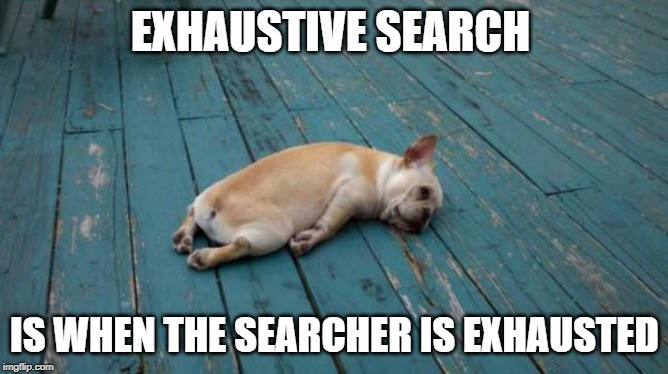 EXHAUSTIVE SEARCH
IS WHEN THE SEARCHER IS EXHAUSTED
imgflip.com